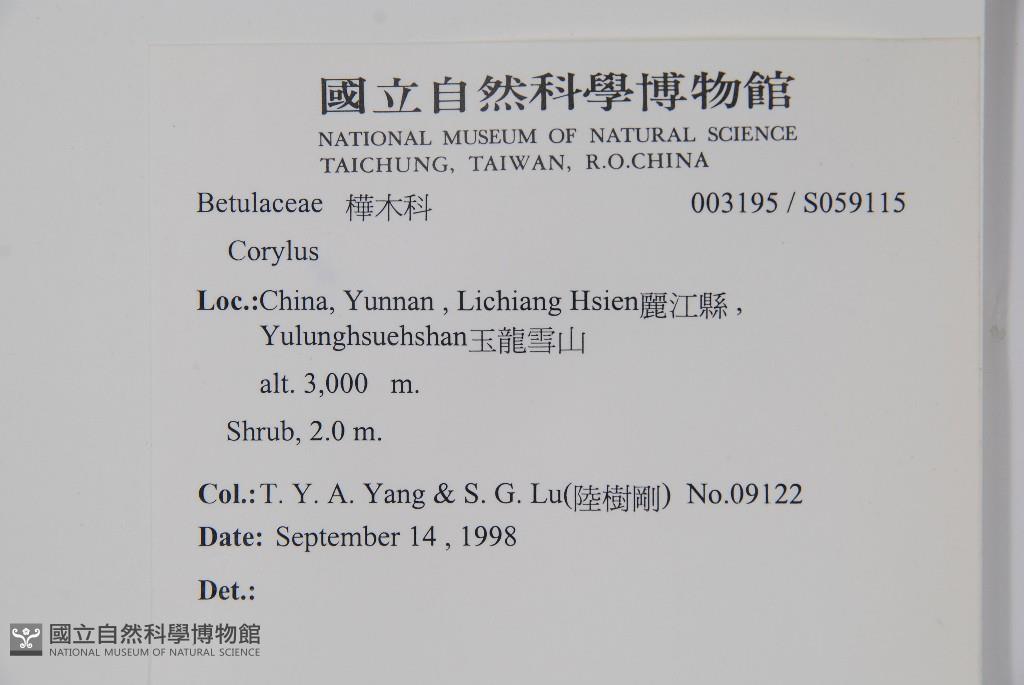 國立自然科學博物館
NATIONAL MUSEUM OF NATURAL SCIENCE
TAICHUNG, TAIWAN, R.O.CHINA
Betulaceae 樺木科 003195 / S059115
Corylus
Loc.:China, Yunnan , Lichiang Hsien麗江縣 ,
Yulunghsuehshan玉龍雪山
alt. 3,000 m.
Shrub, 2.0 m.
Col.: T. Y. A. Yang & S. G. Lu(陸樹剛) No.09122
Date: September 14 , 1998
Det.:
國立自然科學博物館
NATIONAL MUSEUM OF NATURAL SCIENCE